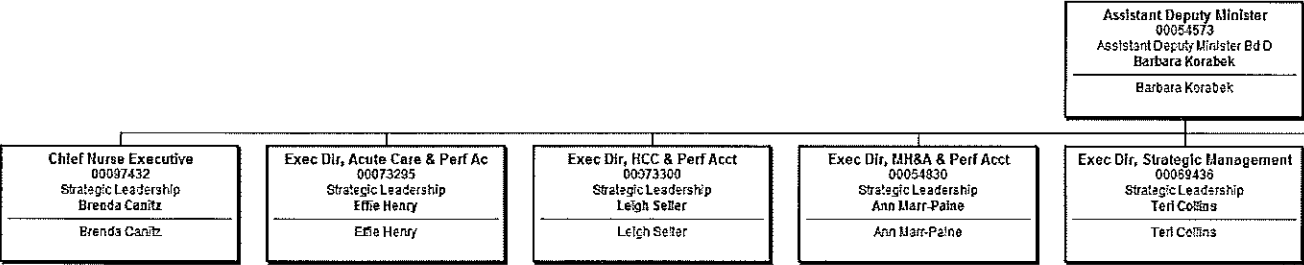 Assistant Deputy Minister
00054573
Assistant Deputy Minister Bd D
Barbara Korabek
Barbara Korabek
Chief Nurse Executive
00097432
Strategic Leadership
Brenda Canitz
Brenda Canitz
Exec Dir, Acute Care & Perf Ac
00073295
Strategic Leadership
Effie Henry
Effie Henry
Exec Dir, HCC & Perf Acct
00073300
Strategic Leadership
Leigh Seller
Leigh Seller
Exec Dir, MH&A & Perf Acct
00054830
Strategic Leadership
Ann Marr-Paine
Ann Marr-Paine
Exec Dir, Strategic Management
00069436
Strategic Leadership
Teri Collins
Teri Collins